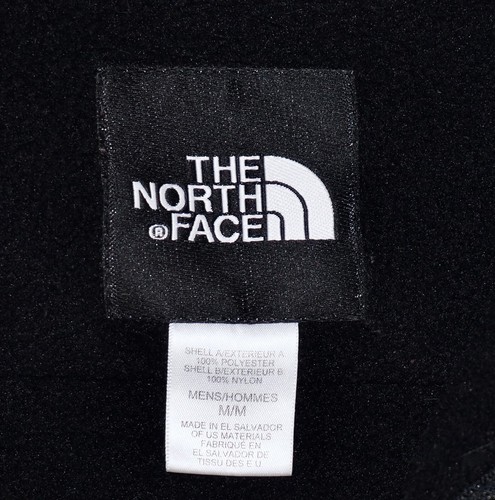 THE
NORTH
® FACE
SHELL A/EXTERIEUR A
100% POLYESTER
SHELL B/EXTERIEUR B
100% NYLON
MENS/HOMMES
M/M
MADE IN EL SALVADOR
OF US MATERIALS
FABRIQUE EN
EL SALVADOR DE
TISSU DES E U